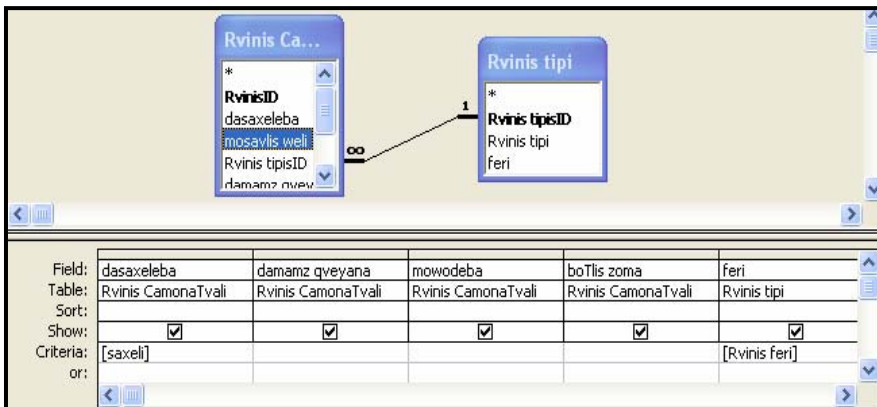 Rvinis Ca...
*
RvinisID
dasaxeleba
mosavlis weli
Rvinis tipisID
damamz qvey
∞
1
Rvinis tipi
*
Rvinis tipisID
Rvinis tipi
feri
Field: dasaxeleba damamz qveyana mowodeba boTlis zoma feri
Table: Rvinis CamonaTvali Rvinis CamonaTvali Rvinis CamonaTvali Rvinis CamonaTvali Rvinis tipi
Sort:
Show:
Criteria: [saxeli] [Rvinis feri]
or: